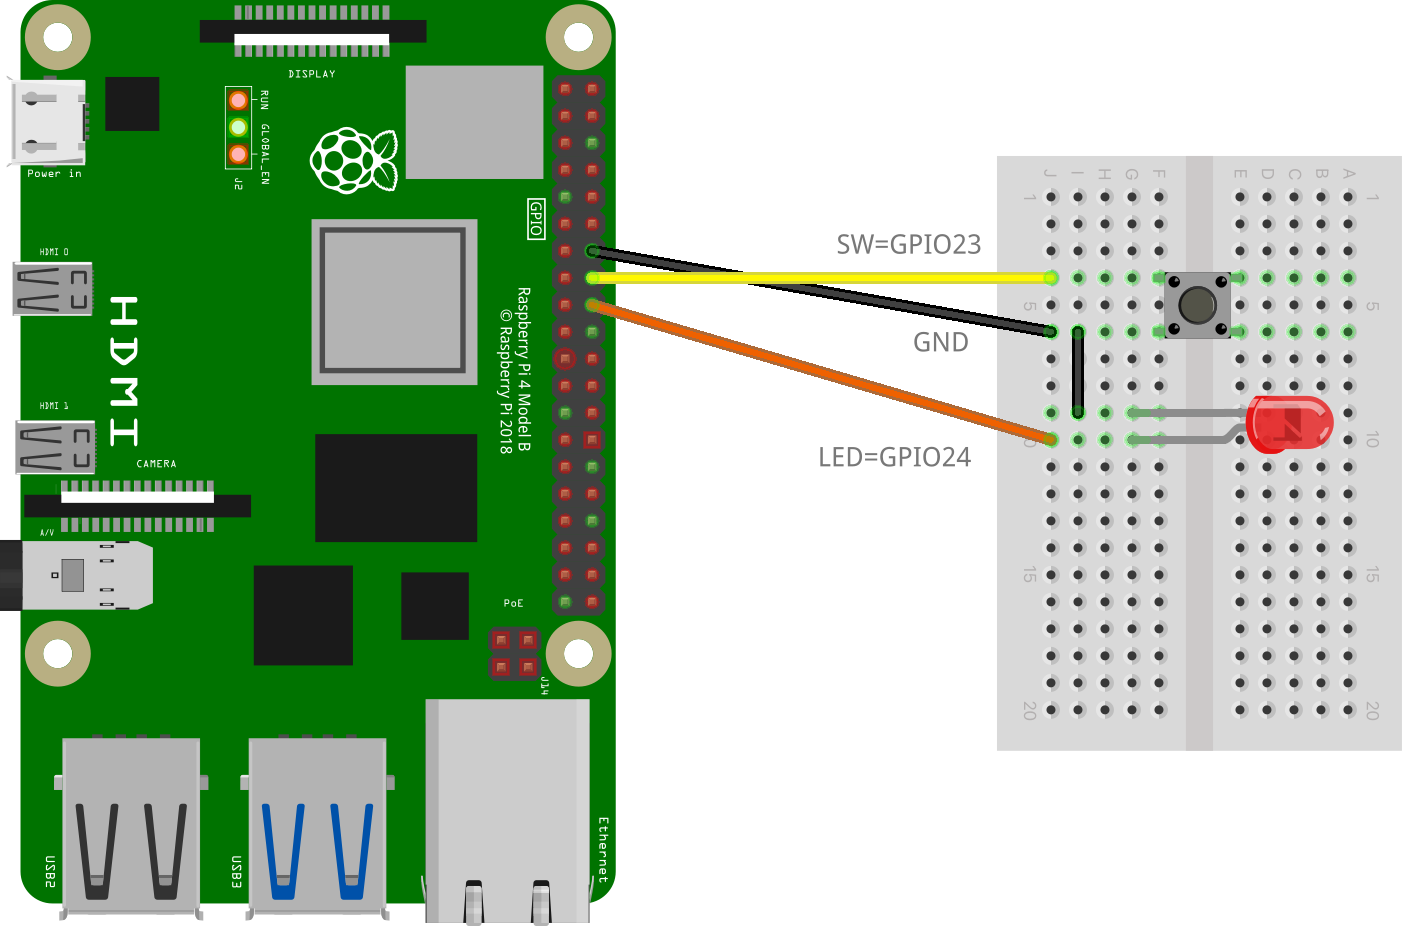 DISPLAY
RUN
GLOBAL_EN
J2
Power in
GPIO
HDMI 0
HDMI
HDMI 1
CAMERA
A/V
Raspberry Pi 4 Model B
© Raspberry Pi 2018
PoE
J14
USB2
USB3
Ethernet
SW=GPIO23
GND
LED=GPIO24
J I H G F E D C B A
1 1
5 5
10 10
15 15
20 20